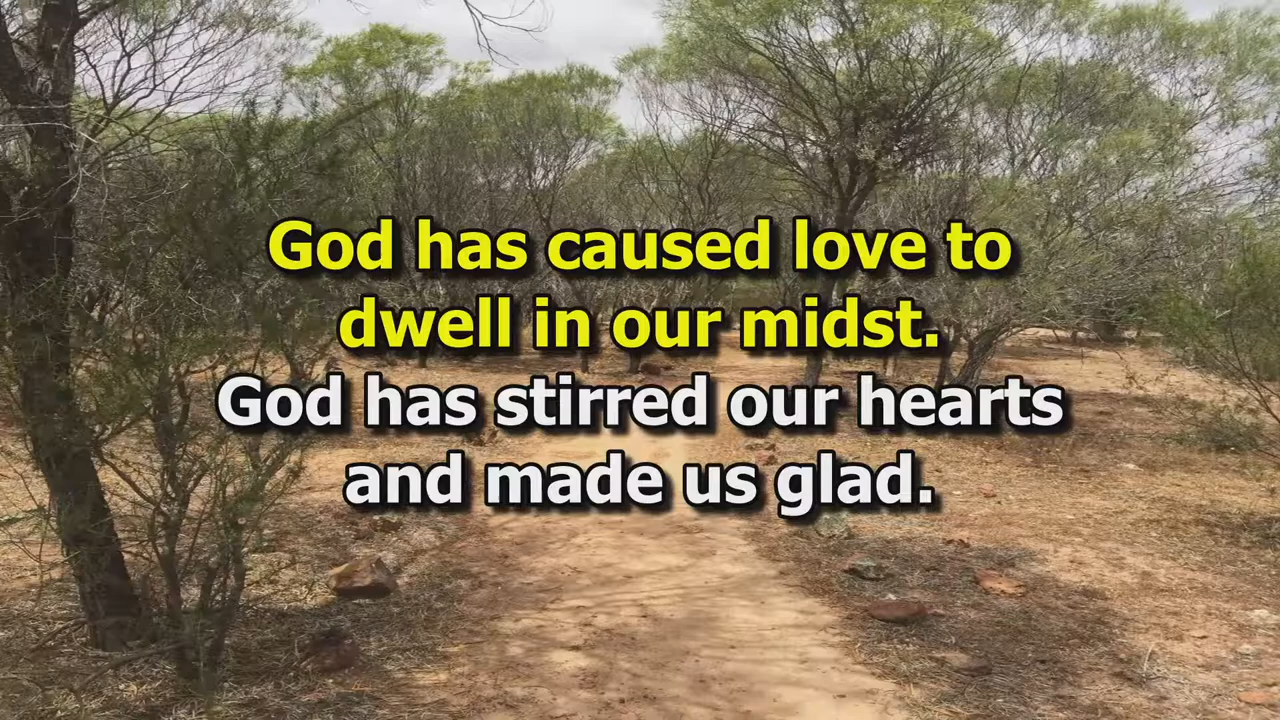 God has caused love to
dwell in our midst.
God has stirred our hearts
and made us glad.